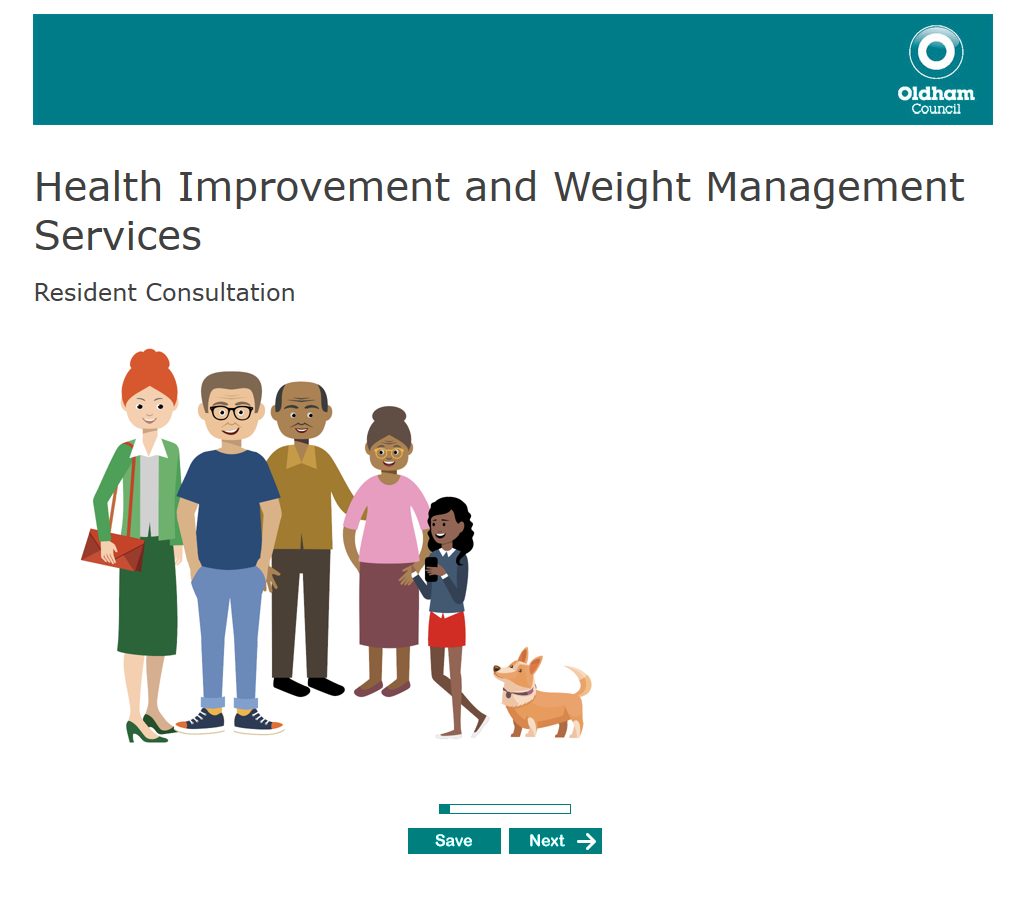 Oldham
Council
Health Improvement and Weight Management
Services
Resident Consultation
Save
Next